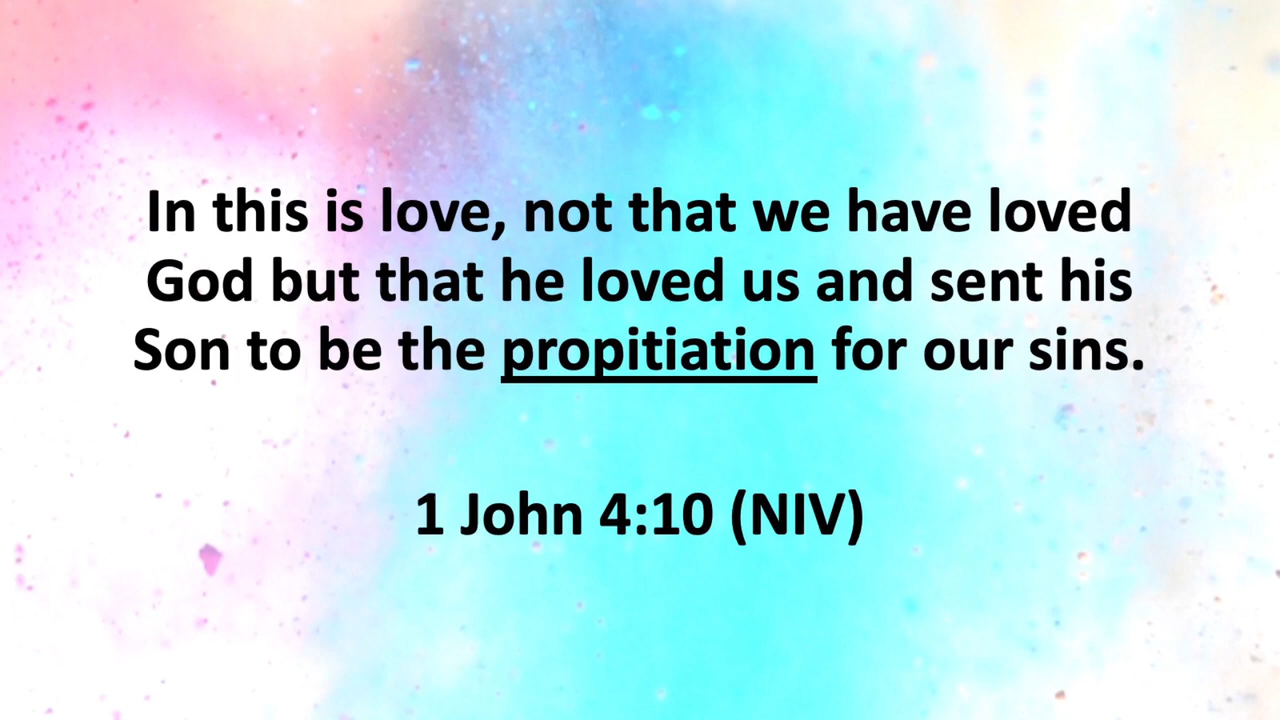 In this is love, not that we have loved
God but that he loved us and sent his
Son to be the propitiation for our sins.
1 John 4:10 (NIV)